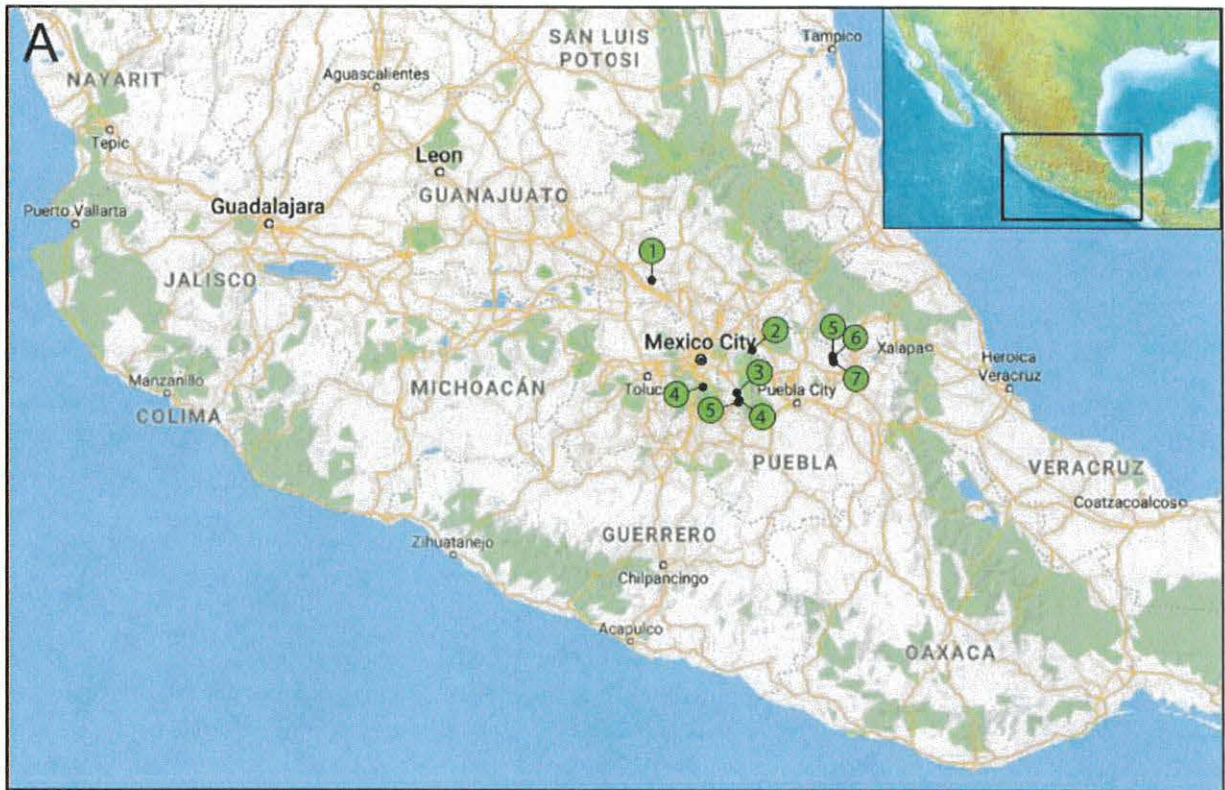 A
SAN LUIS
POTOSI
Tampico
NAYARIT
Aguascalientes
Tepic
Leon
GUANAJUATO
Puerto Vallarta
Guadalajara
JALISCO
1
2
5
6
Mexico City
Xalapa
Heroica
Veracruz
Manzanillo
MICHOACÁN
Toluc
3
7
4
Puebla City
COLIMA
5
4
PUEBLA
VERACRUZ
Coatzacoalcos
GUERRERO
Zihuatanejo
Chilpancingo
Acapulco
OAXACA